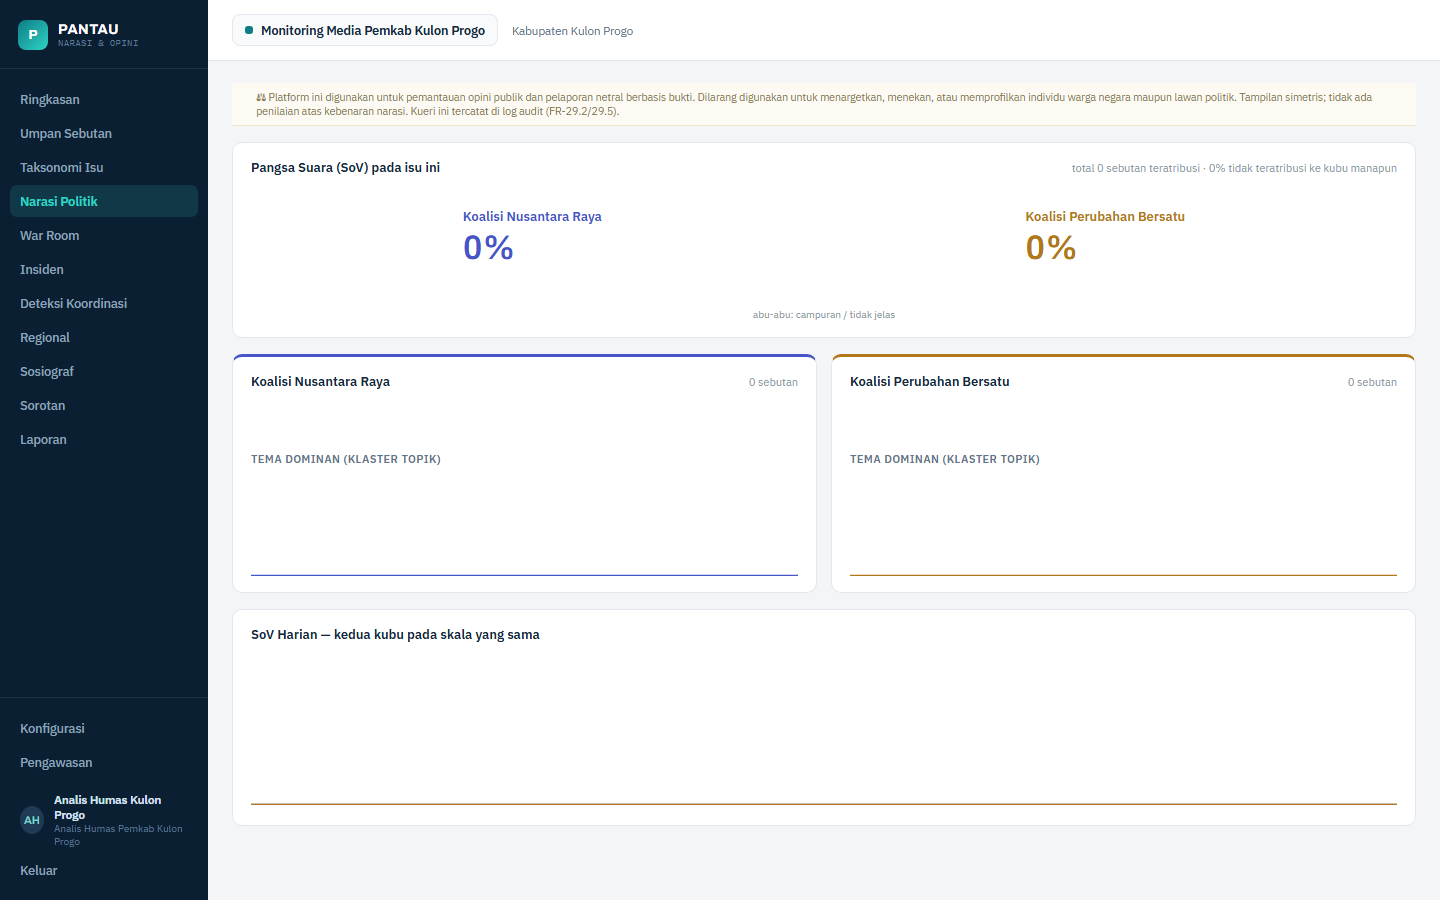 P
PANTAU
NARASI & OPINI
Ringkasan
Umpan Sebutan
Taksonomi Isu
Narasi Politik
War Room
Insiden
Deteksi Koordinasi
Regional
Sosiograf
Sorotan
Laporan
Konfigurasi
Pengawasan
AH
Analis Humas Kulon
Progo
Analis Humas Pemkab Kulon
Progo
Keluar
Monitoring Media Pemkab Kulon Progo
Kabupaten Kulon Progo
Platform ini digunakan untuk pemantauan opini publik dan pelaporan netral berbasis bukti. Dilarang digunakan untuk menargetkan, menekan, atau memprofilkan individu warga negara maupun lawan politik. Tampilan simetris; tidak ada
penilaian atas kebenaran narasi. Kueri ini tercatat di log audit (FR-29.2/29.5).
Pangsa Suara (SoV) pada isu ini
total 0 sebutan teratribusi · 0% tidak teratribusi ke kubu manapun
Koalisi Nusantara Raya
0%
Koalisi Perubahan Bersatu
0%
abu-abu: campuran / tidak jelas
Koalisi Nusantara Raya
0 sebutan
TEMA DOMINAN (KLASTER TOPIK)
Koalisi Perubahan Bersatu
0 sebutan
TEMA DOMINAN (KLASTER TOPIK)
SoV Harian — kedua kubu pada skala yang sama